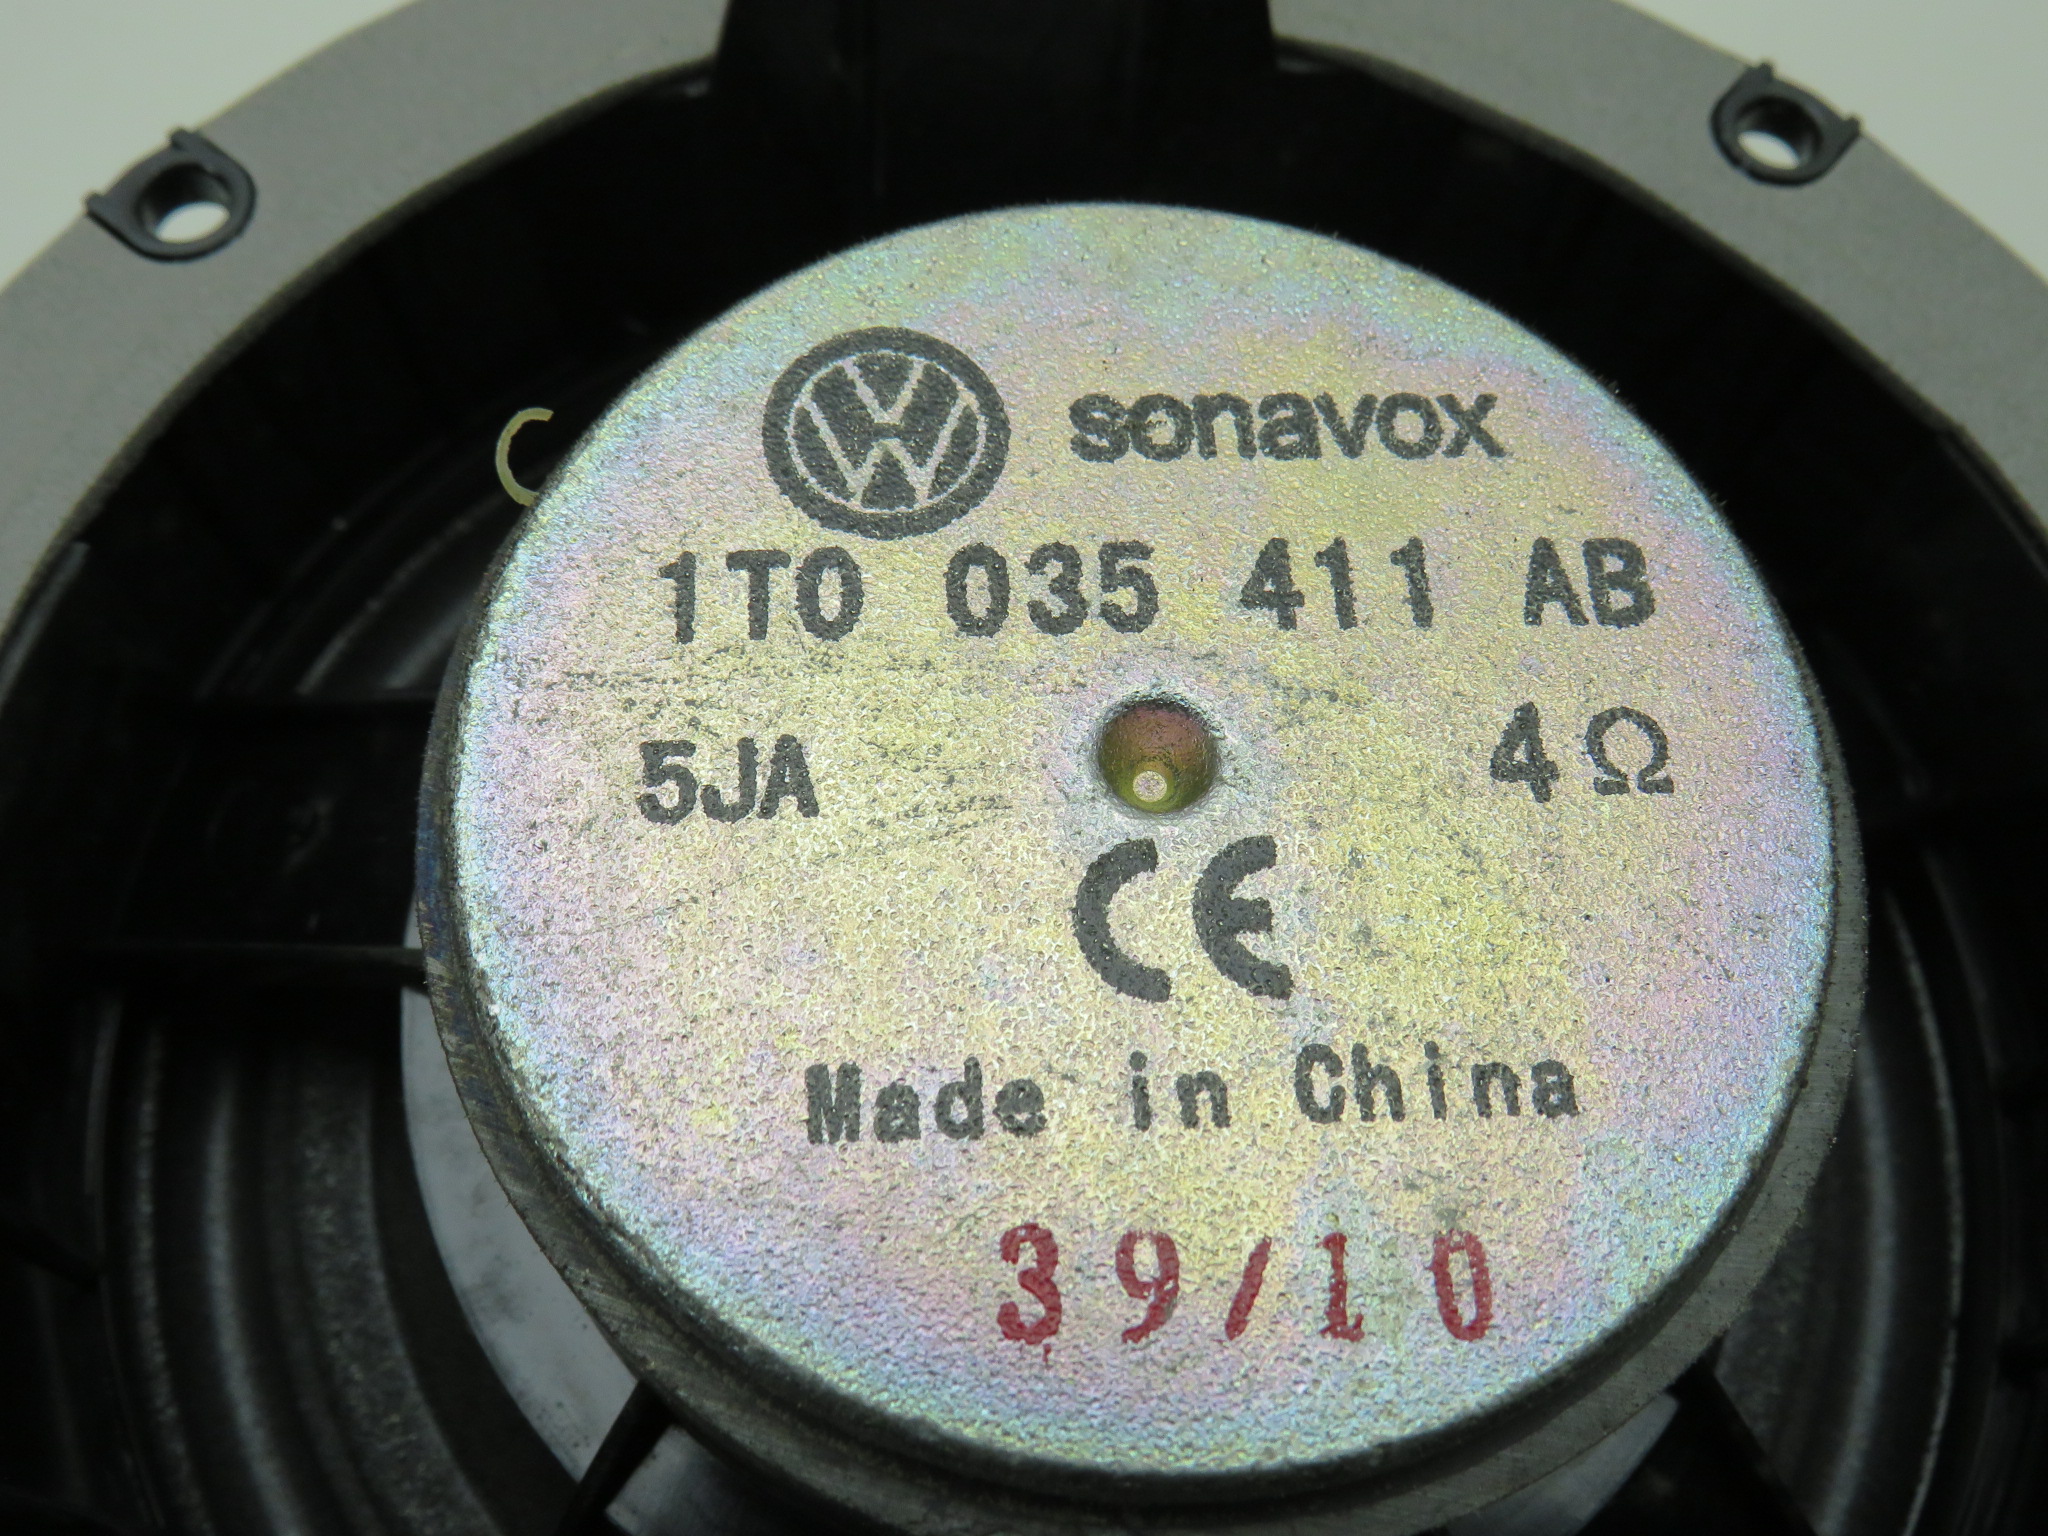 sonavox
1T0 035 411 AB
5JA 4Ω
CE
Made in China
39/10